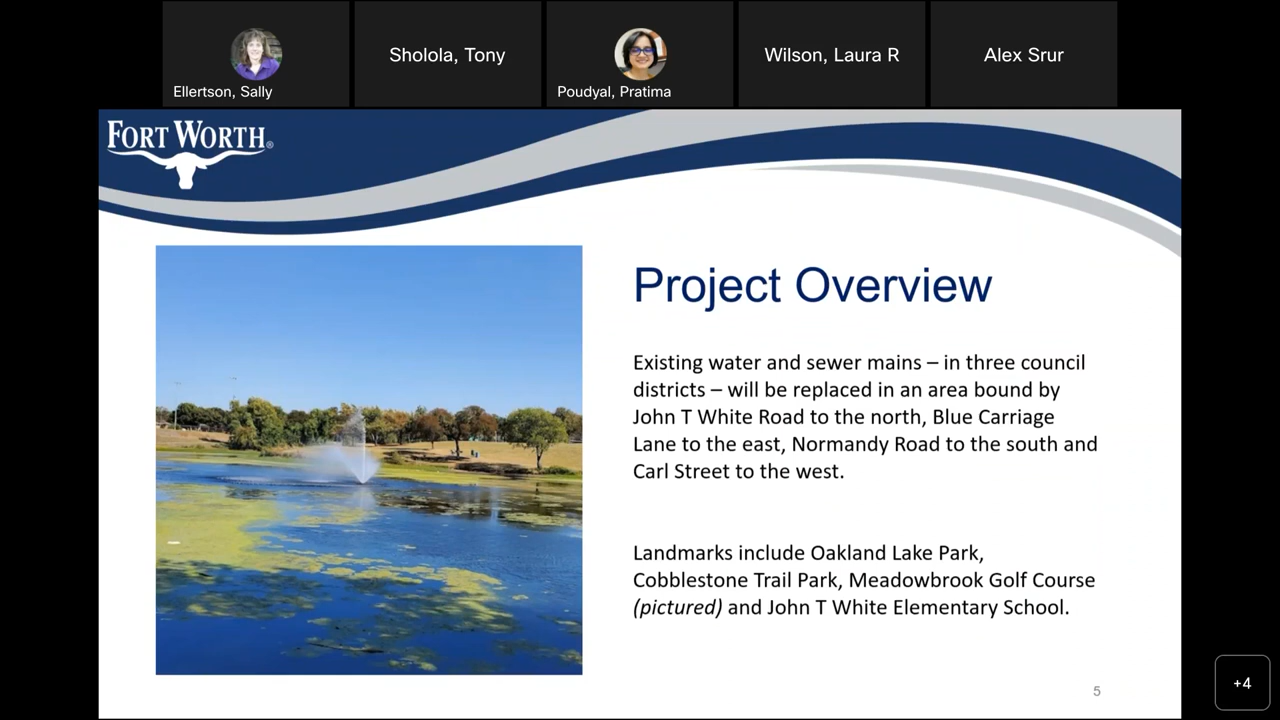 Ellertson, Sally
Sholola, Tony
Poudyal, Pratima
Wilson, Laura R
Alex Srur
FORT WORTH®
Project Overview
Existing water and sewer mains – in three council
districts – will be replaced in an area bound by
John T White Road to the north, Blue Carriage
Lane to the east, Normandy Road to the south and
Carl Street to the west.
Landmarks include Oakland Lake Park,
Cobblestone Trail Park, Meadowbrook Golf Course
(pictured) and John T White Elementary School.
5
+4